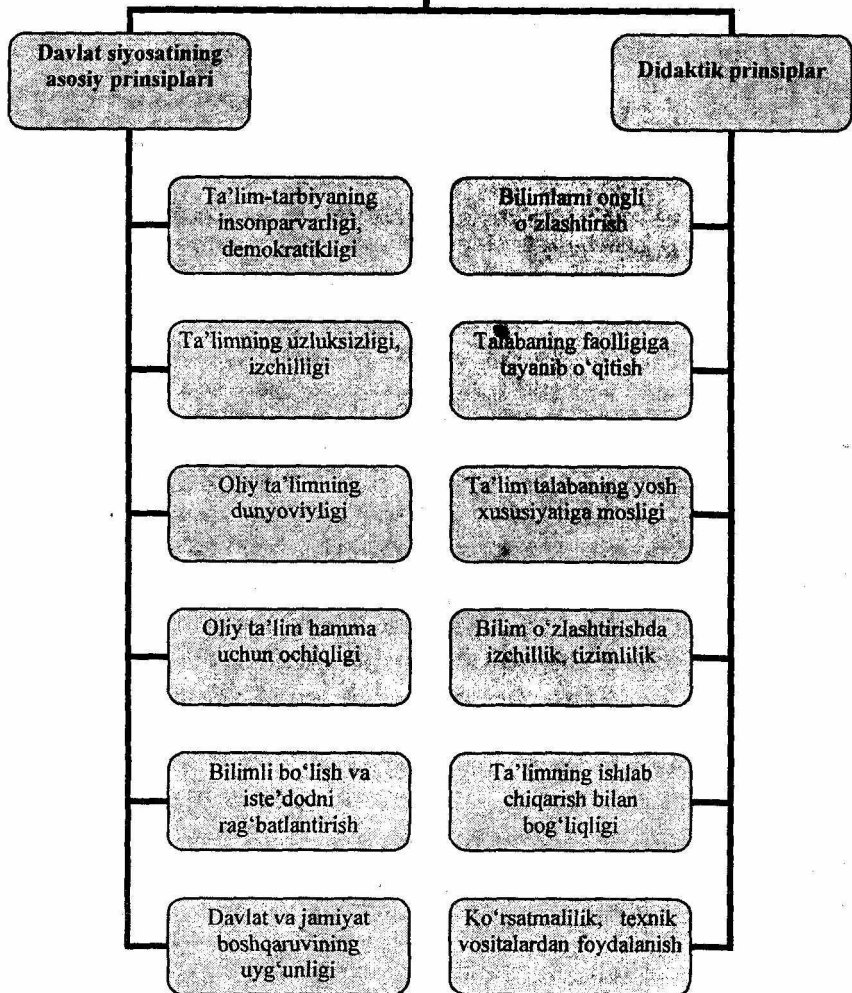 Davlat siyosatining
asosiy prinsiplari
Didaktik prinsiplar
Ta’lim-tarbiyaning
insonparvarligi,
demokratikligi
Bilimlarni ongli
o‘zlashtirish
Ta’limning uzluksizligi,
izchilligi
Talabaning faolligiga
tayanib o‘qitish
Oliy ta’limning
dunyoviyligi
Ta’lim talabaning yosh
xususiyatiga mosligi
Oliy ta’lim hamma
uchun ochiqligi
Bilim o‘zlashtirishda
izchillik, tizimlilik
Bilimli bo‘lish va
iste’dodni
rag‘batlantirish
Ta’limning ishlab
chiqarish bilan
bog‘liqligi
Davlat va jamiyat
boshqaruvining
uyg‘unligi
Ko‘rsatmalilik, texnik
vositalardan foydalanish